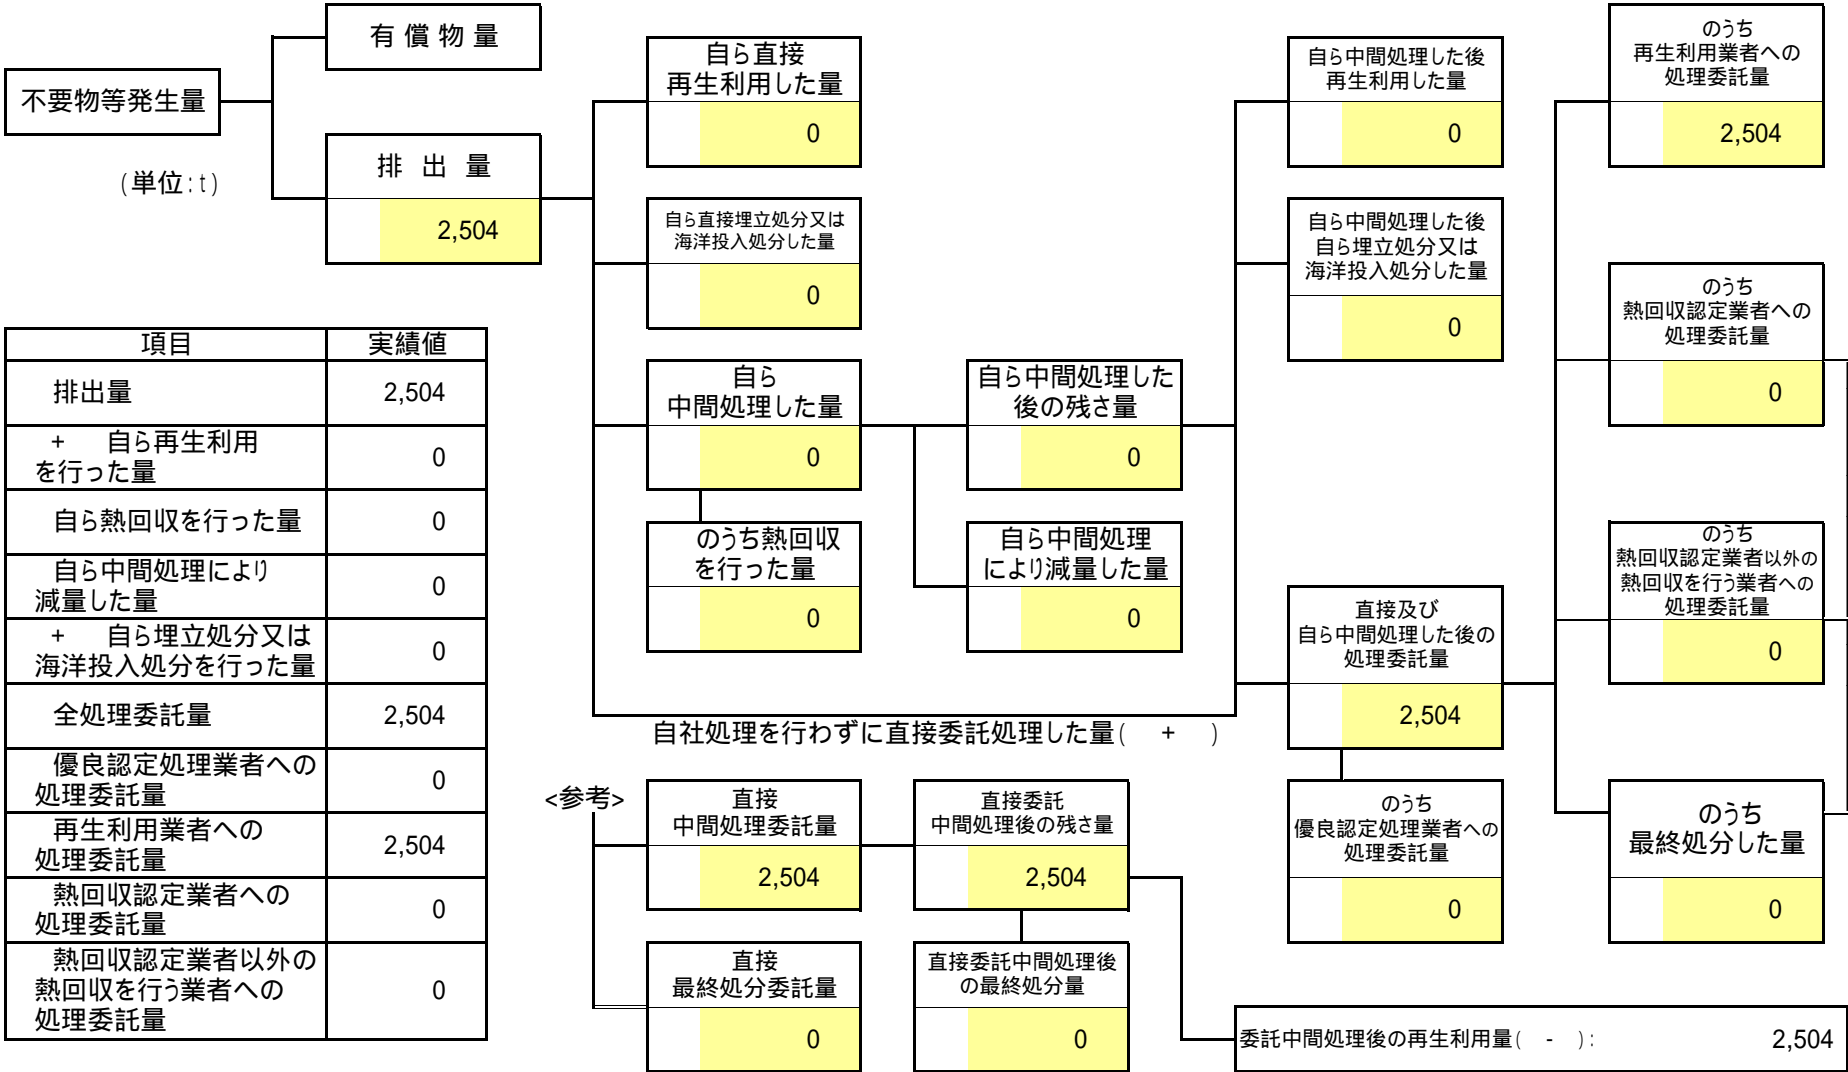 不要物等発生量
(単位:t)
有償物量
排出量
2,504
自ら直接
再生利用した量
0
自ら直接埋立処分又は
海洋投入処分した量
0
自ら
中間処理した量
0
のうち熱回収
を行った量
0
自ら中間処理した
後の残さ量
0
自ら中間処理
により減量した量
0
自ら中間処理した後
再生利用した量
0
自ら中間処理した後
自ら埋立処分又は
海洋投入処分した量
0
直接及び
自ら中間処理した後の
処理委託量
2,504
のうち
優良認定処理業者への
処理委託量
0
のうち
再生利用業者への
処理委託量
2,504
のうち
熱回収認定業者への
処理委託量
0
のうち
熱回収認定業者以外の
熱回収を行う業者への
処理委託量
0
のうち
最終処分した量
0
自社処理を行わずに直接委託処理した量( + )
項目 実績値
排出量 2,504
+ 自ら再生利用
を行った量 0
自ら熱回収を行った量 0
自ら中間処理により
減量した量 0
+ 自ら埋立処分又は
海洋投入処分を行った量 0
全処理委託量 2,504
優良認定処理業者への
処理委託量 0
再生利用業者への
処理委託量 2,504
熱回収認定業者への
処理委託量 0
熱回収認定業者以外の
熱回収を行う業者への
処理委託量 0
<参考>
直接
中間処理委託量
2,504
直接委託
中間処理後の残さ量
2,504
直接
最終処分委託量
0
直接委託中間処理後
の最終処分量
0
委託中間処理後の再生利用量( - ): 2,504